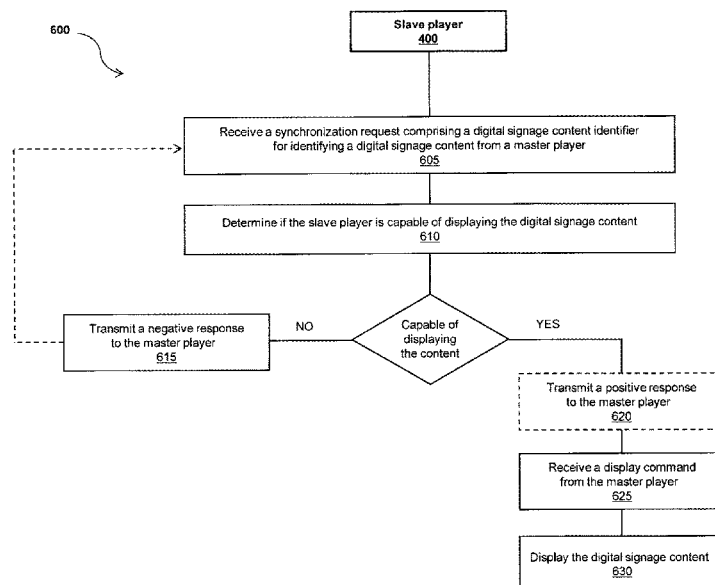 600
Slave player
400
Receive a synchronization request comprising a digital signage content identifier
for identifying a digital signage content from a master player
605
Determine if the slave player is capable of displaying the digital signage content
610
Capable of
displaying
the content
NO
YES
Transmit a negative response
to the master player
615
Transmit a positive response
to the master player
620
Receive a display command
from the master player
625
Display the digital signage content
630